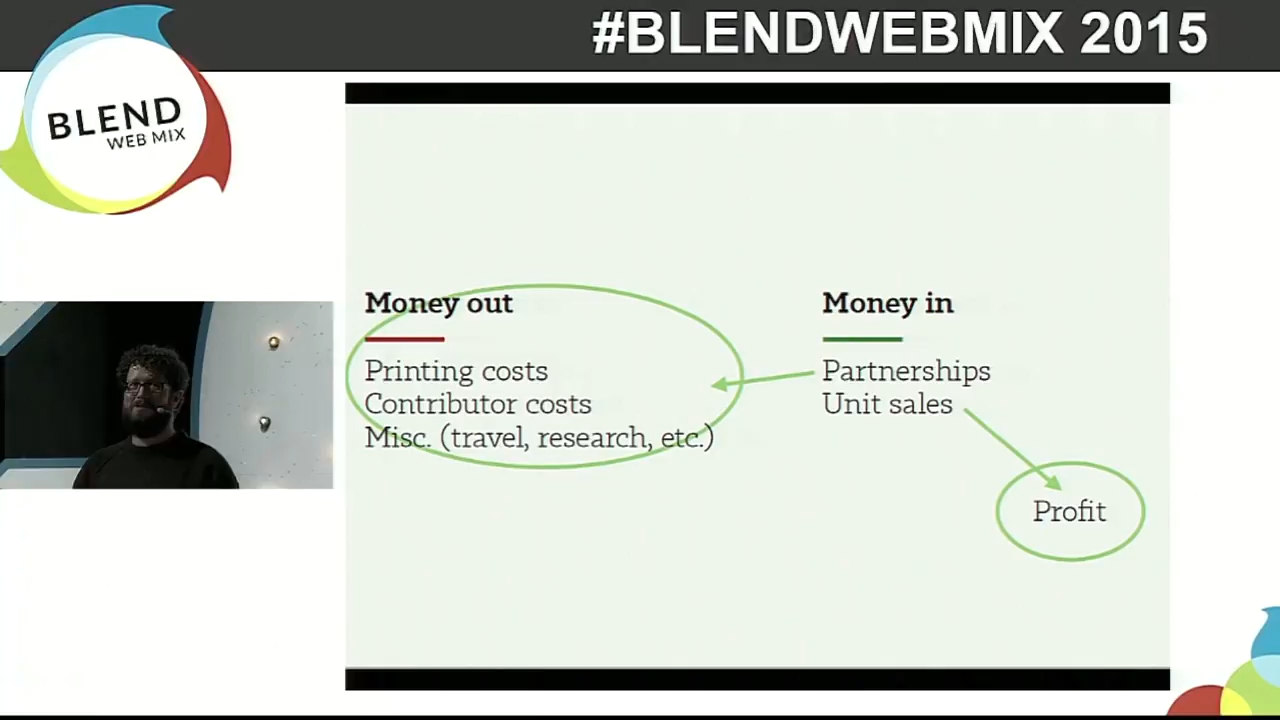 #BLENDWEBMIX 2015
BLEND
WEB MIX
Money out
Printing costs
Contributor costs
Misc. (travel, research, etc.)
Money in
Partnerships
Unit sales
Profit